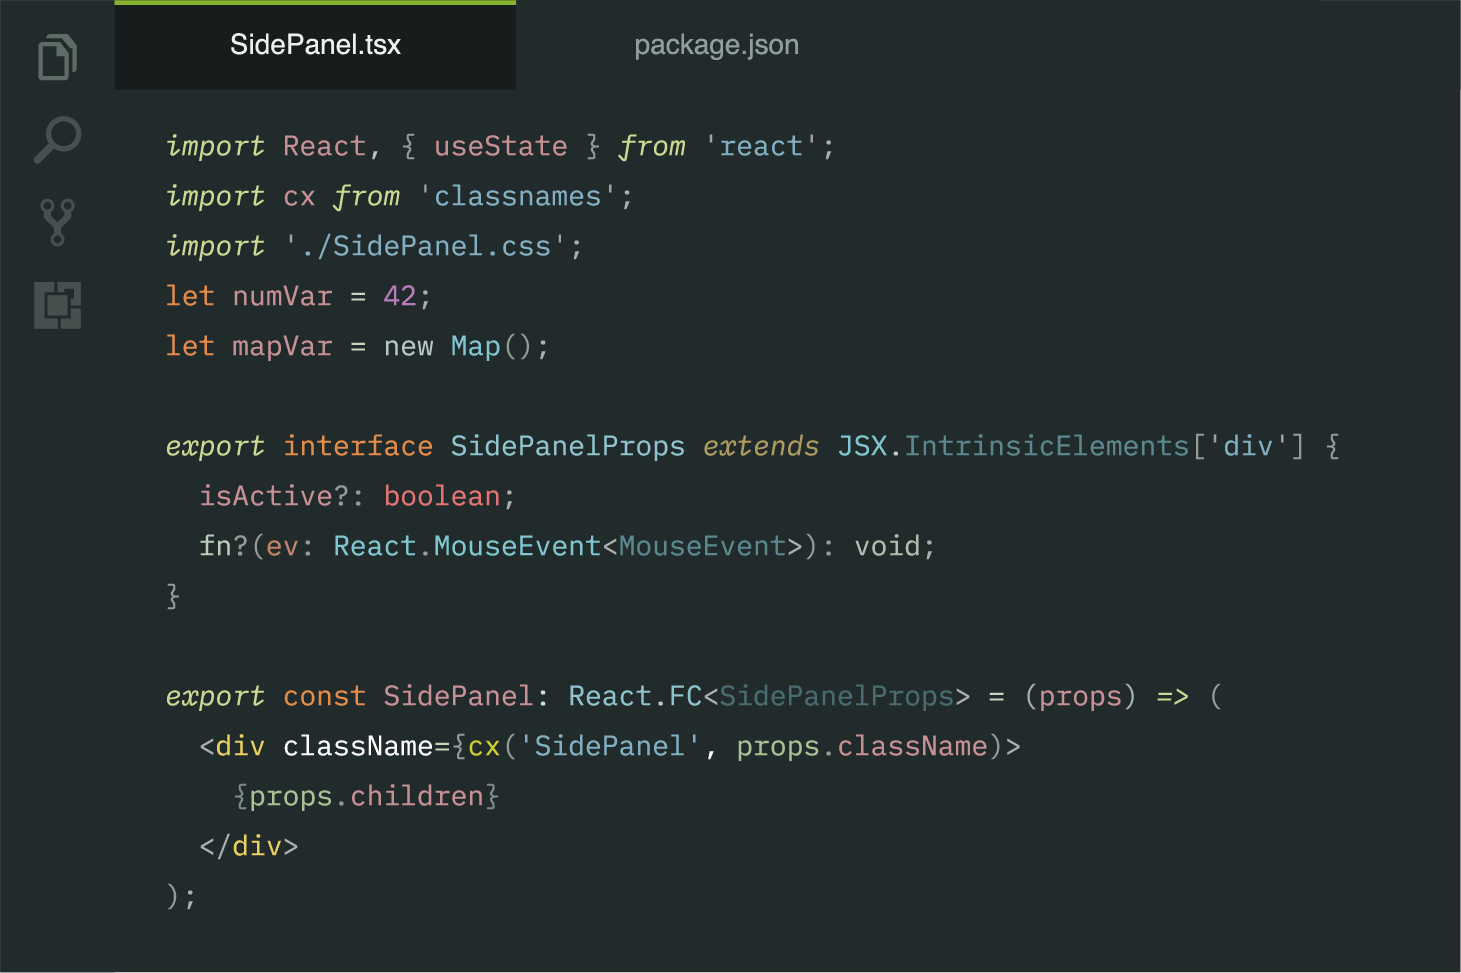 SidePanel.tsx package.json
import React, { useState } from 'react';
import cx from 'classnames';
import './SidePanel.css';
let numVar = 42;
let mapVar = new Map();
export interface SidePanelProps extends JSX.IntrinsicElements['div'] {
  isActive?: boolean;
  fn?(ev: React.MouseEvent<MouseEvent>): void;
}
export const SidePanel: React.FC<SidePanelProps> = (props) => (
  <div className={cx('SidePanel', props.className)>
    {props.children}
  </div>
);